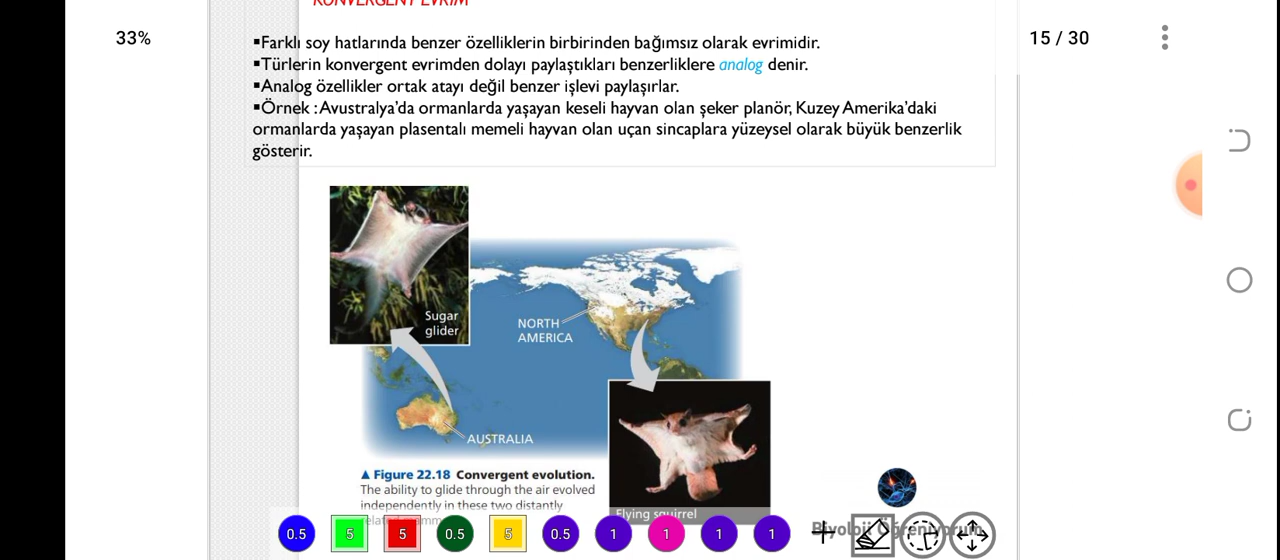 KONVERGENT EVRİM
33%
15 / 30
▪Farklı soy hatlarında benzer özelliklerin birbirinden bağımsız olarak evrimidir.
▪Türlerin konvergent evrimden dolayı paylaştıkları benzerliklere analog denir.
▪Analog özellikler ortak atayı değil benzer işlevi paylaşırlar.
▪Örnek : Avustralya'da ormanlarda yaşayan keseli hayvan olan şeker planör, Kuzey Amerika'daki
ormanlarda yaşayan plasentalı memeli hayvan olan uçan sincaplara yüzeysel olarak büyük benzerlik
gösterir.
Sugar
glider
NORTH
AMERICA
AUSTRALIA
▲ Figure 22.18 Convergent evolution.
The ability to glide through the air evolved
independently in these two distantly
Flying squirrel
0.5
5
5
0.5
5
0.5
1
1
1
1
Biyoloji Öğreniyorum